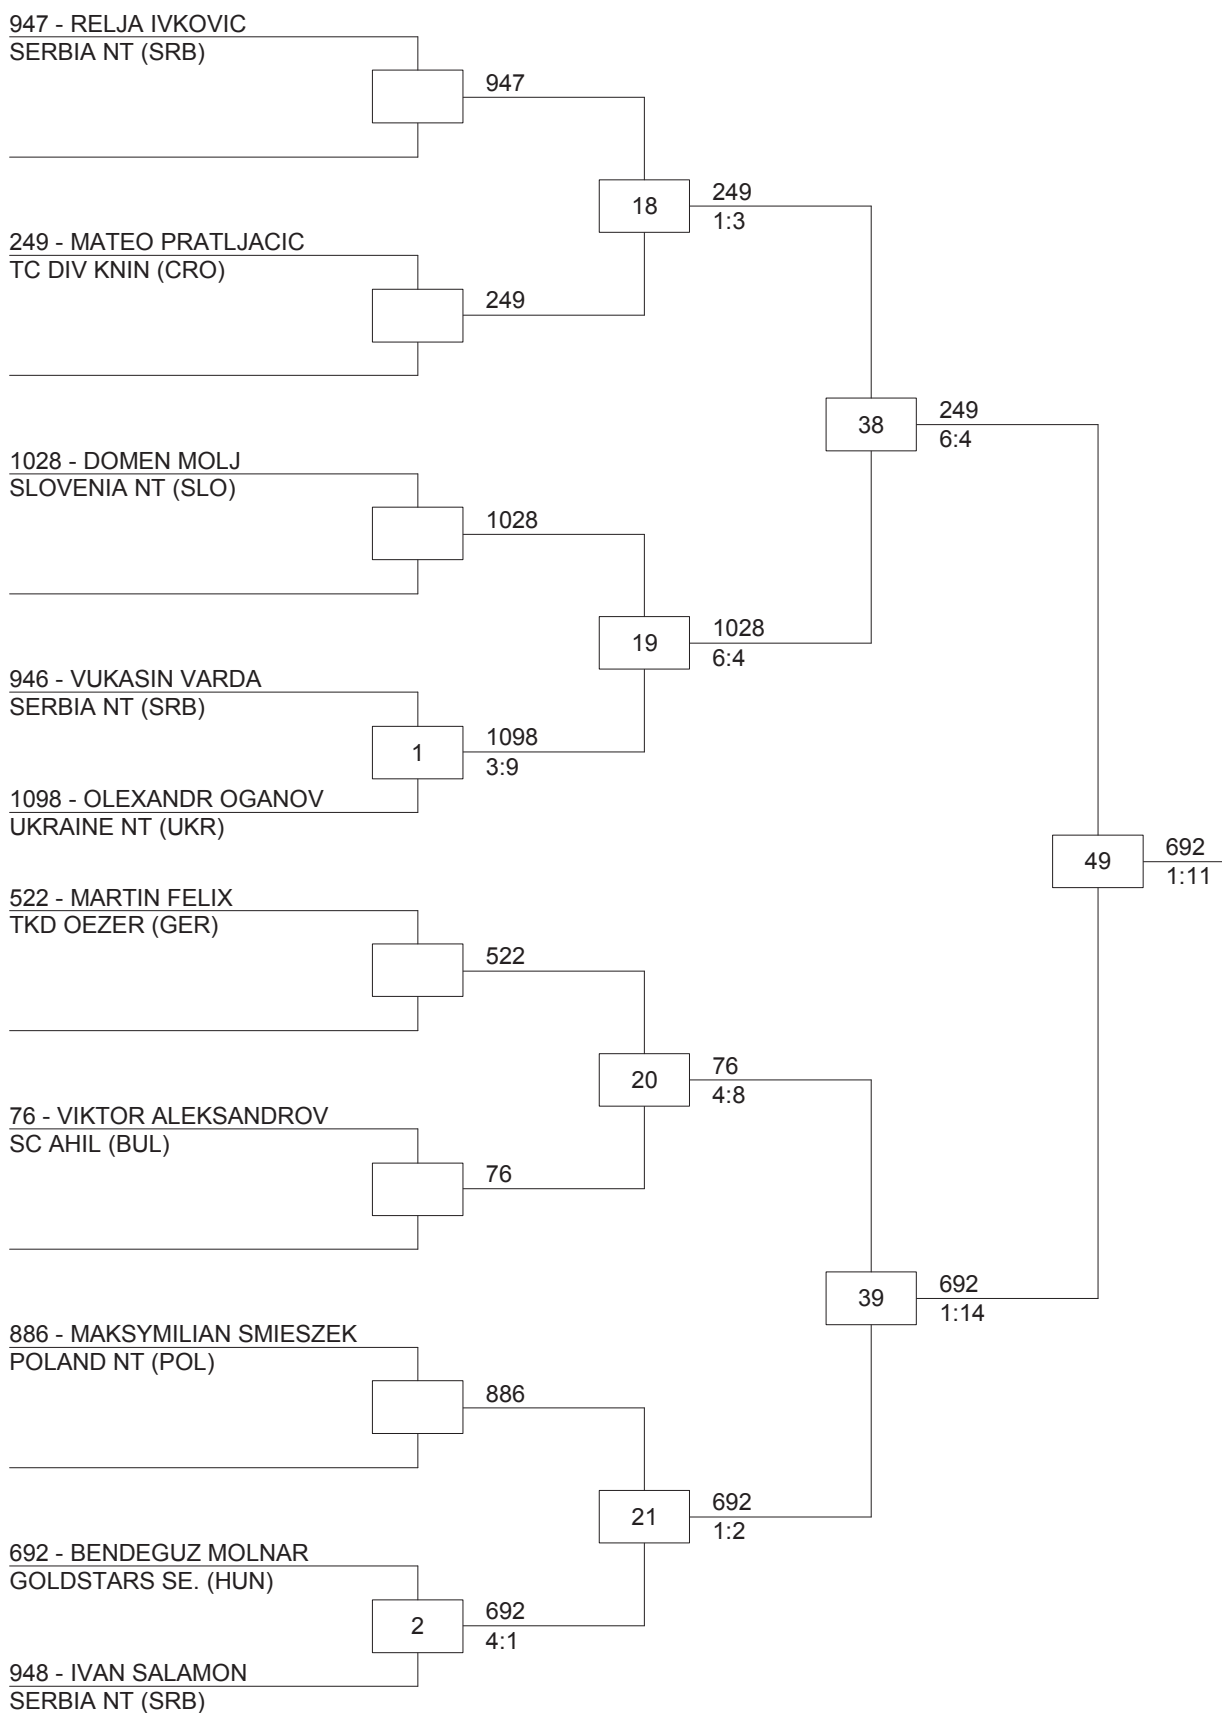 947 - RELJA IVKOVIC
SERBIA NT (SRB)
947
18
249
1:3
249 - MATEO PRATLJACIC
TC DIV KNIN (CRO)
249
38
249
6:4
1028 - DOMEN MOLJ
SLOVENIA NT (SLO)
1028
19
1028
6:4
946 - VUKASIN VARDA
SERBIA NT (SRB)
1
1098
3:9
1098 - OLEXANDR OGANOV
UKRAINE NT (UKR)
49
692
1:11
522 - MARTIN FELIX
TKD OEZER (GER)
522
20
76
4:8
76 - VIKTOR ALEKSANDROV
SC AHIL (BUL)
76
39
692
1:14
886 - MAKSYMILIAN SMIESZEK
POLAND NT (POL)
886
21
692
1:2
692 - BENDEGUZ MOLNAR
GOLDSTARS SE. (HUN)
2
692
4:1
948 - IVAN SALAMON
SERBIA NT (SRB)